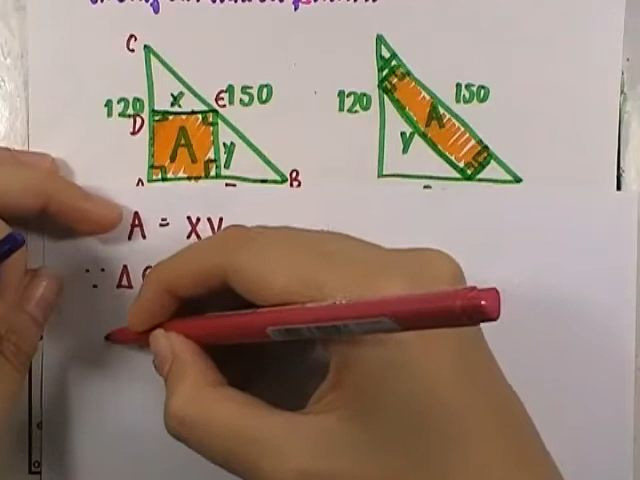 C
120 X E 150
D
A y
A B
120 150
A
y
A = XY
∵ Δ